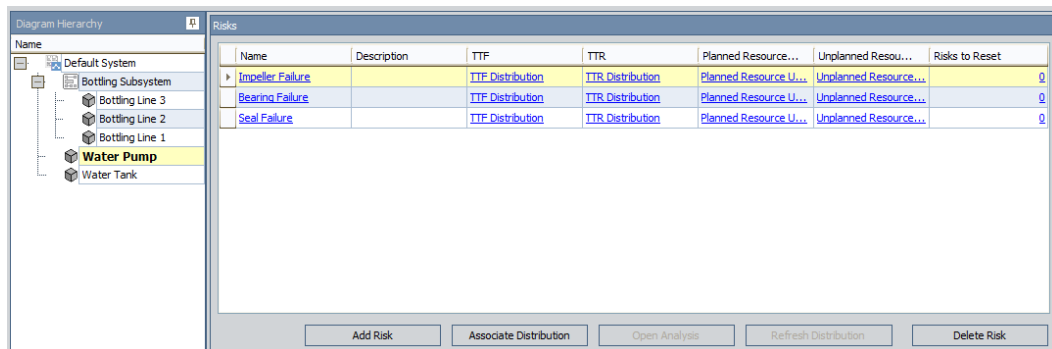 Diagram Hierarchy
Name
Default System
Bottling Subsystem
Bottling Line 3
Bottling Line 2
Bottling Line 1
Water Pump
Water Tank
Risks
Name Description TTF TTR Planned Resource... Unplanned Resou... Risks to Reset
Impeller Failure TTF Distribution TTR Distribution Planned Resource U... Unplanned Resource... 0
Bearing Failure TTF Distribution TTR Distribution Planned Resource U... Unplanned Resource... 0
Seal Failure TTF Distribution TTR Distribution Planned Resource U... Unplanned Resource... 0
Add Risk Associate Distribution Open Analysis Refresh Distribution Delete Risk